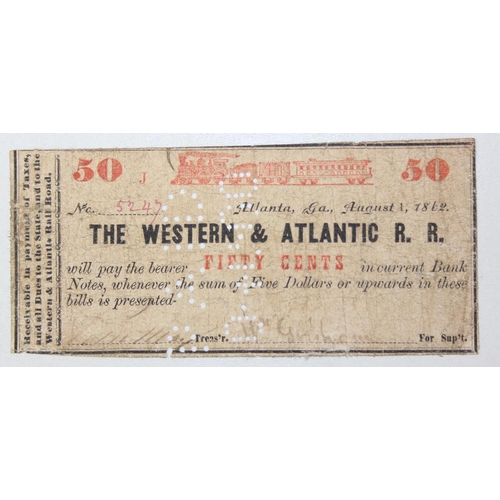 Receivable in payment of Taxes,
and all Dues to the State, and to the
Western & Atlantic Rail Road.
50 J 50
No. 5247 Atlanta, Ga., August 1, 1862.
THE WESTERN & ATLANTIC R. R.
will pay the bearer FIFTY CENTS in current Bank
Notes, whenever the sum of Five Dollars or upwards in these
bills is presented-
Treas'r. For Sup't.